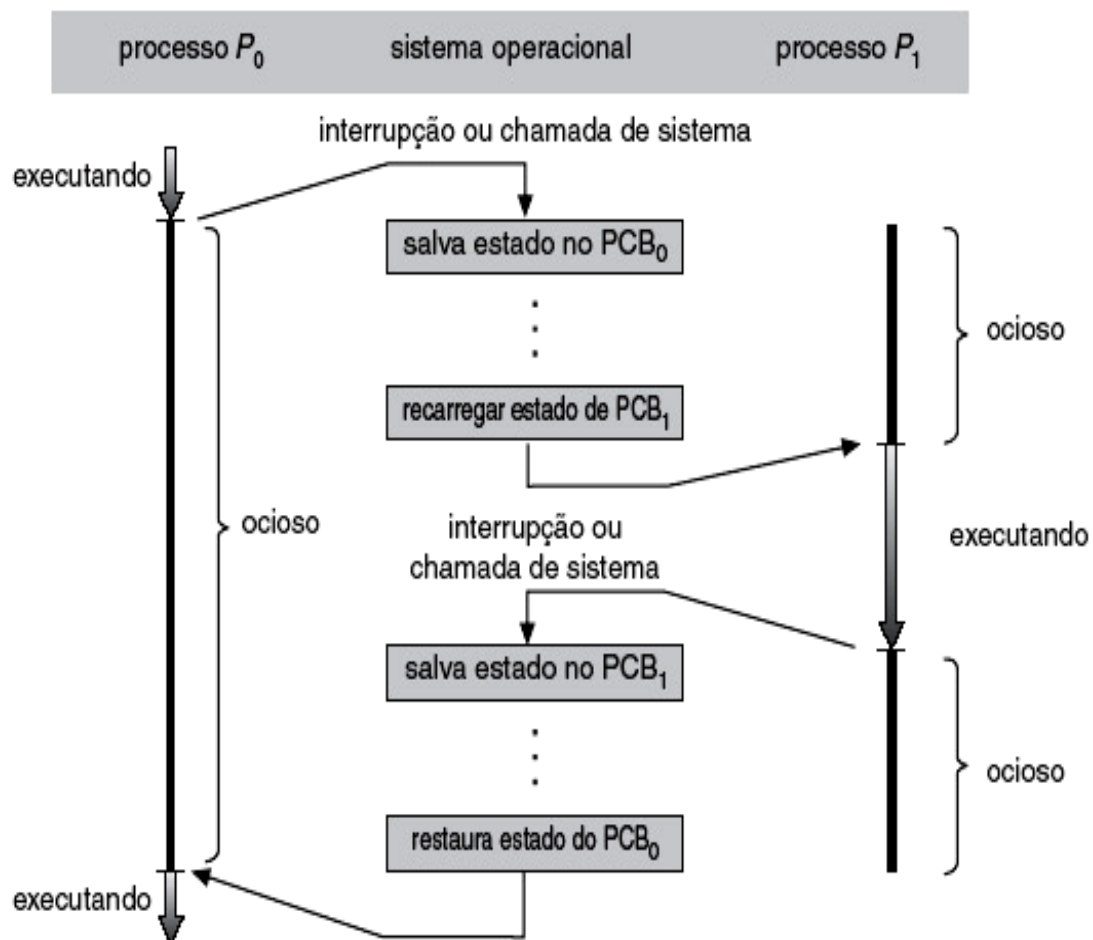 processo P₀ sistema operacional processo P₁
interrupção ou chamada de sistema
executando
salva estado no PCB₀
ocioso
recarregar estado de PCB₁
ocioso
interrupção ou
chamada de sistema
executando
salva estado no PCB₁
ocioso
restaura estado do PCB₀
executando